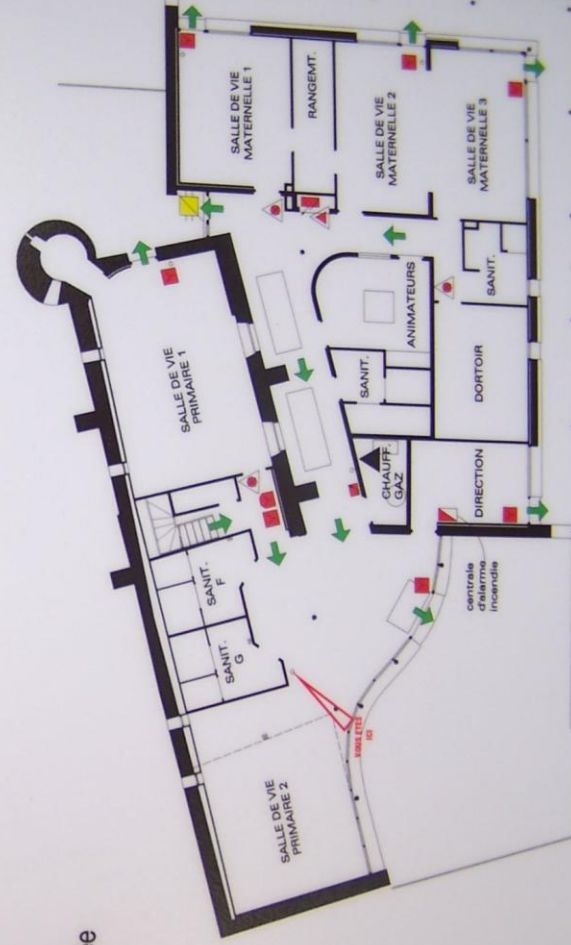 SALLE DE VIE
MATERNELLE 1
RANGEMT.
SALLE DE VIE
MATERNELLE 2
SALLE DE VIE
MATERNELLE 3
SALLE DE VIE
PRIMAIRE 1
ANIMATEURS
SANIT.
SANIT.
DORTOIR
CHAUFF.
GAZ
DIRECTION
centrale
d'alarme
incendie
SANIT.
F
SANIT.
G
VOUS ETES
ICI
SALLE DE VIE
PRIMAIRE 2
e